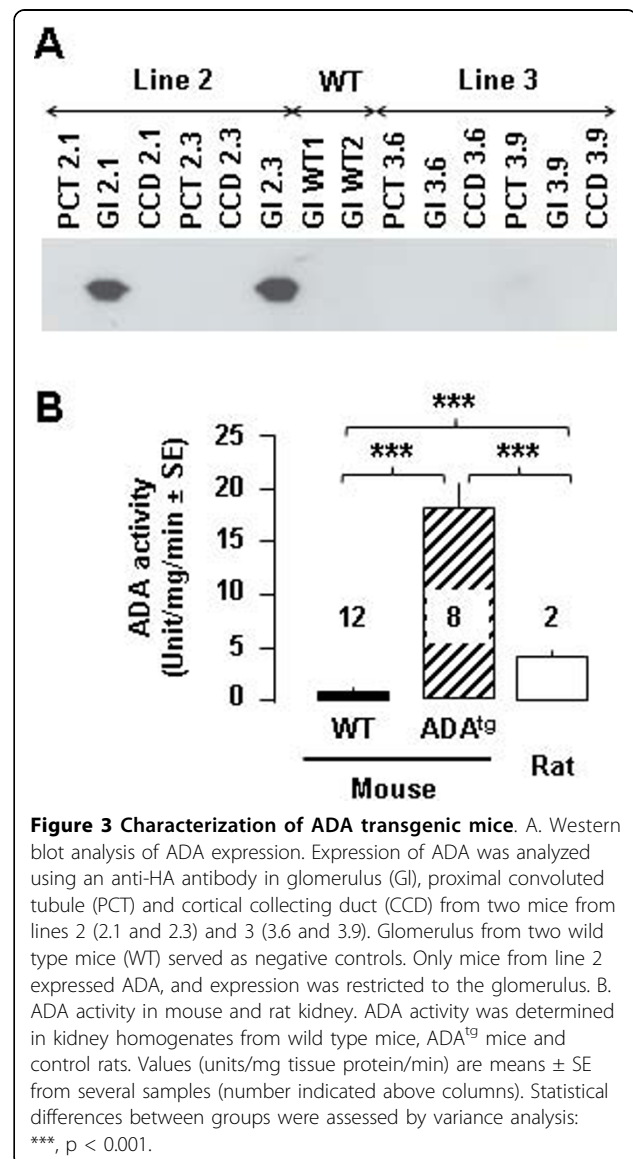 A
Line 2 WT Line 3
PCT 2.1 Gl 2.1 CCD 2.1 PCT 2.3 CCD 2.3 Gl 2.3 Gl WT1 Gl WT2 PCT 3.6 Gl 3.6 CCD 3.6 PCT 3.9 Gl 3.9 CCD 3.9
B
***
*** ***
ADA activity
(Unit/mg/min ± SE)
25
20
15
10
5
0
12 8 2
WT ADAtg Rat
Mouse
Figure 3 Characterization of ADA transgenic mice. A. Western
blot analysis of ADA expression. Expression of ADA was analyzed
using an anti-HA antibody in glomerulus (Gl), proximal convoluted
tubule (PCT) and cortical collecting duct (CCD) from two mice from
lines 2 (2.1 and 2.3) and 3 (3.6 and 3.9). Glomerulus from two wild
type mice (WT) served as negative controls. Only mice from line 2
expressed ADA, and expression was restricted to the glomerulus. B.
ADA activity in mouse and rat kidney. ADA activity was determined
in kidney homogenates from wild type mice, ADAtg mice and
control rats. Values (units/mg tissue protein/min) are means ± SE
from several samples (number indicated above columns). Statistical
differences between groups were assessed by variance analysis:
***, p < 0.001.